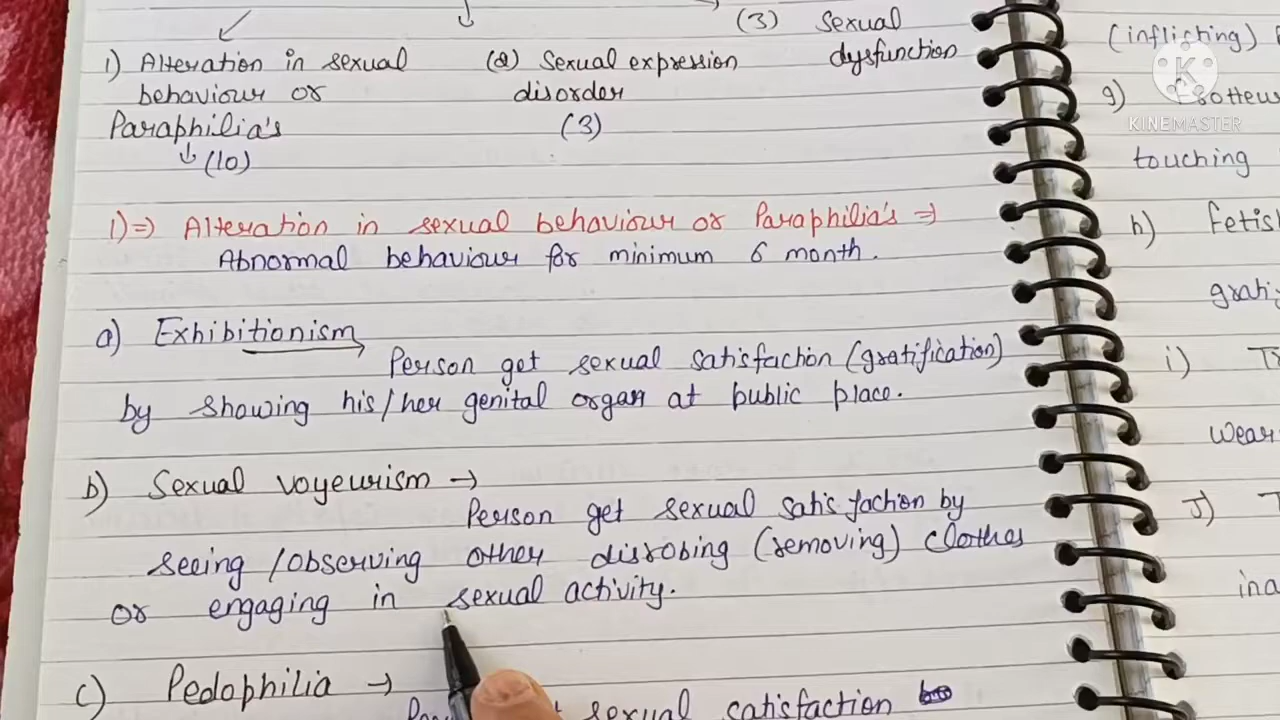 (3) Sexual
dysfunction
1) Alteration in sexual
behaviour or
Paraphilia's
↓ (10)
(2) Sexual expression
disorder
(3)
1) ⇒ Alteration in sexual behaviour or Paraphilia's ⇒
Abnormal behaviour for minimum 6 month.
a) Exhibitionism →
Person get sexual satisfaction (gratification)
by showing his/her genital organ at public place.
b) Sexual voyeurism →
Person get sexual satisfaction by
seeing /observing other disrobing (removing) clothes
or engaging in sexual activity.
c) Pedophilia →
sexual satisfaction
(inflicting)
g)
touching
h)
i)
wear
J)
KINEMASTER